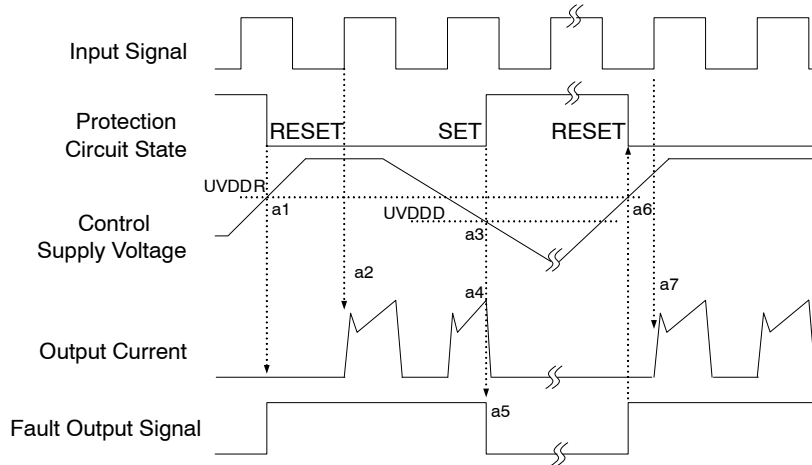 Input Signal
Protection
Circuit State
RESET
SET
RESET
UVDDR
a1
UVDDD
a3
a6
Control
Supply Voltage
a2
a4
a7
Output Current
a5
Fault Output Signal